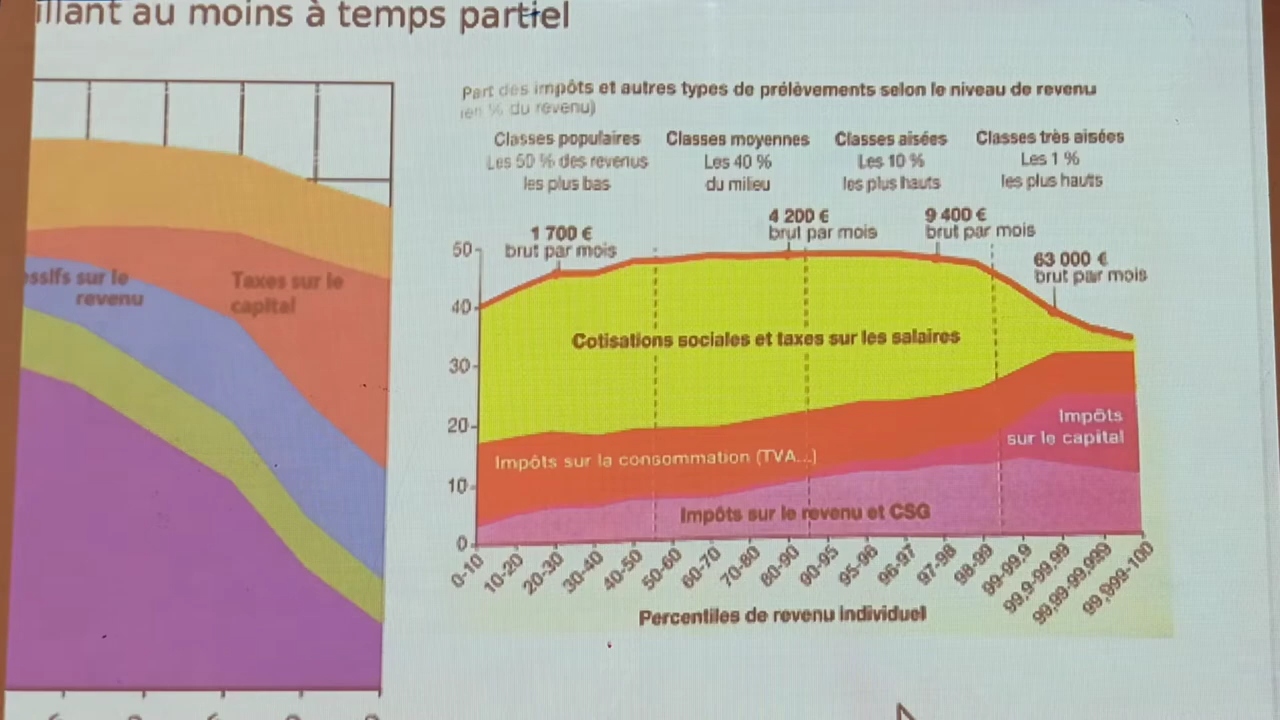 illant au moins à temps partiel
ssifs sur le
revenu
Taxes sur le
capital
Part des impôts et autres types de prélèvements selon le niveau de revenu
(en % du revenu)
Classes populaires
Les 50 % des revenus
les plus bas
Classes moyennes
Les 40 %
du milieu
Classes aisées
Les 10 %
les plus hauts
Classes très aisées
Les 1 %
les plus hauts
1 700 €
brut par mois
4 200 €
brut par mois
9 400 €
brut par mois
63 000 €
brut par mois
50
40
30
20
10
0
Cotisations sociales et taxes sur les salaires
Impôts sur la consommation (TVA...)
Impôts
sur le capital
Impôts sur le revenu et CSG
0-10
10-20
20-30
30-40
40-50
50-60
60-70
70-80
80-90
90-95
95-96
96-97
97-98
98-99
99-99,9
99,9-99,99
99,99-99,999
99,999-100
Percentiles de revenu individuel